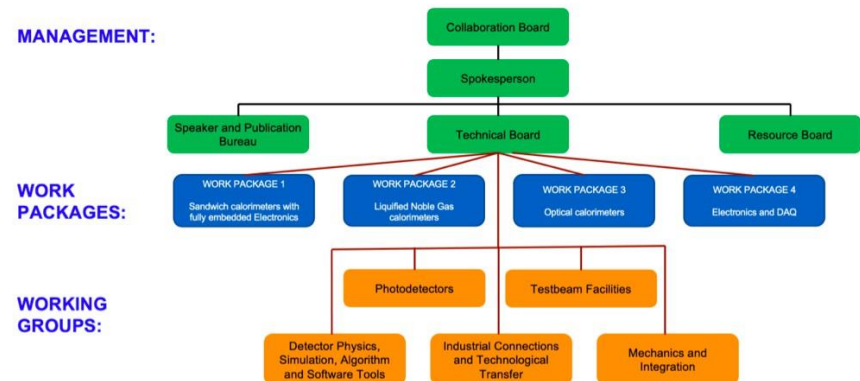 MANAGEMENT:
Collaboration Board
Spokesperson
Speaker and Publication
Bureau
Technical Board
Resource Board
WORK
PACKAGES:
WORK PACKAGE 1
Sandwich calorimeters with
fully embedded Electronics
WORK PACKAGE 2
Liquified Noble Gas
calorimeters
WORK PACKAGE 3
Optical calorimeters
WORK PACKAGE 4
Electronics and DAQ
WORKING
GROUPS:
Photodetectors
Testbeam Facilities
Detector Physics,
Simulation, Algorithm
and Software Tools
Industrial Connections
and Technological
Transfer
Mechanics and
Integration